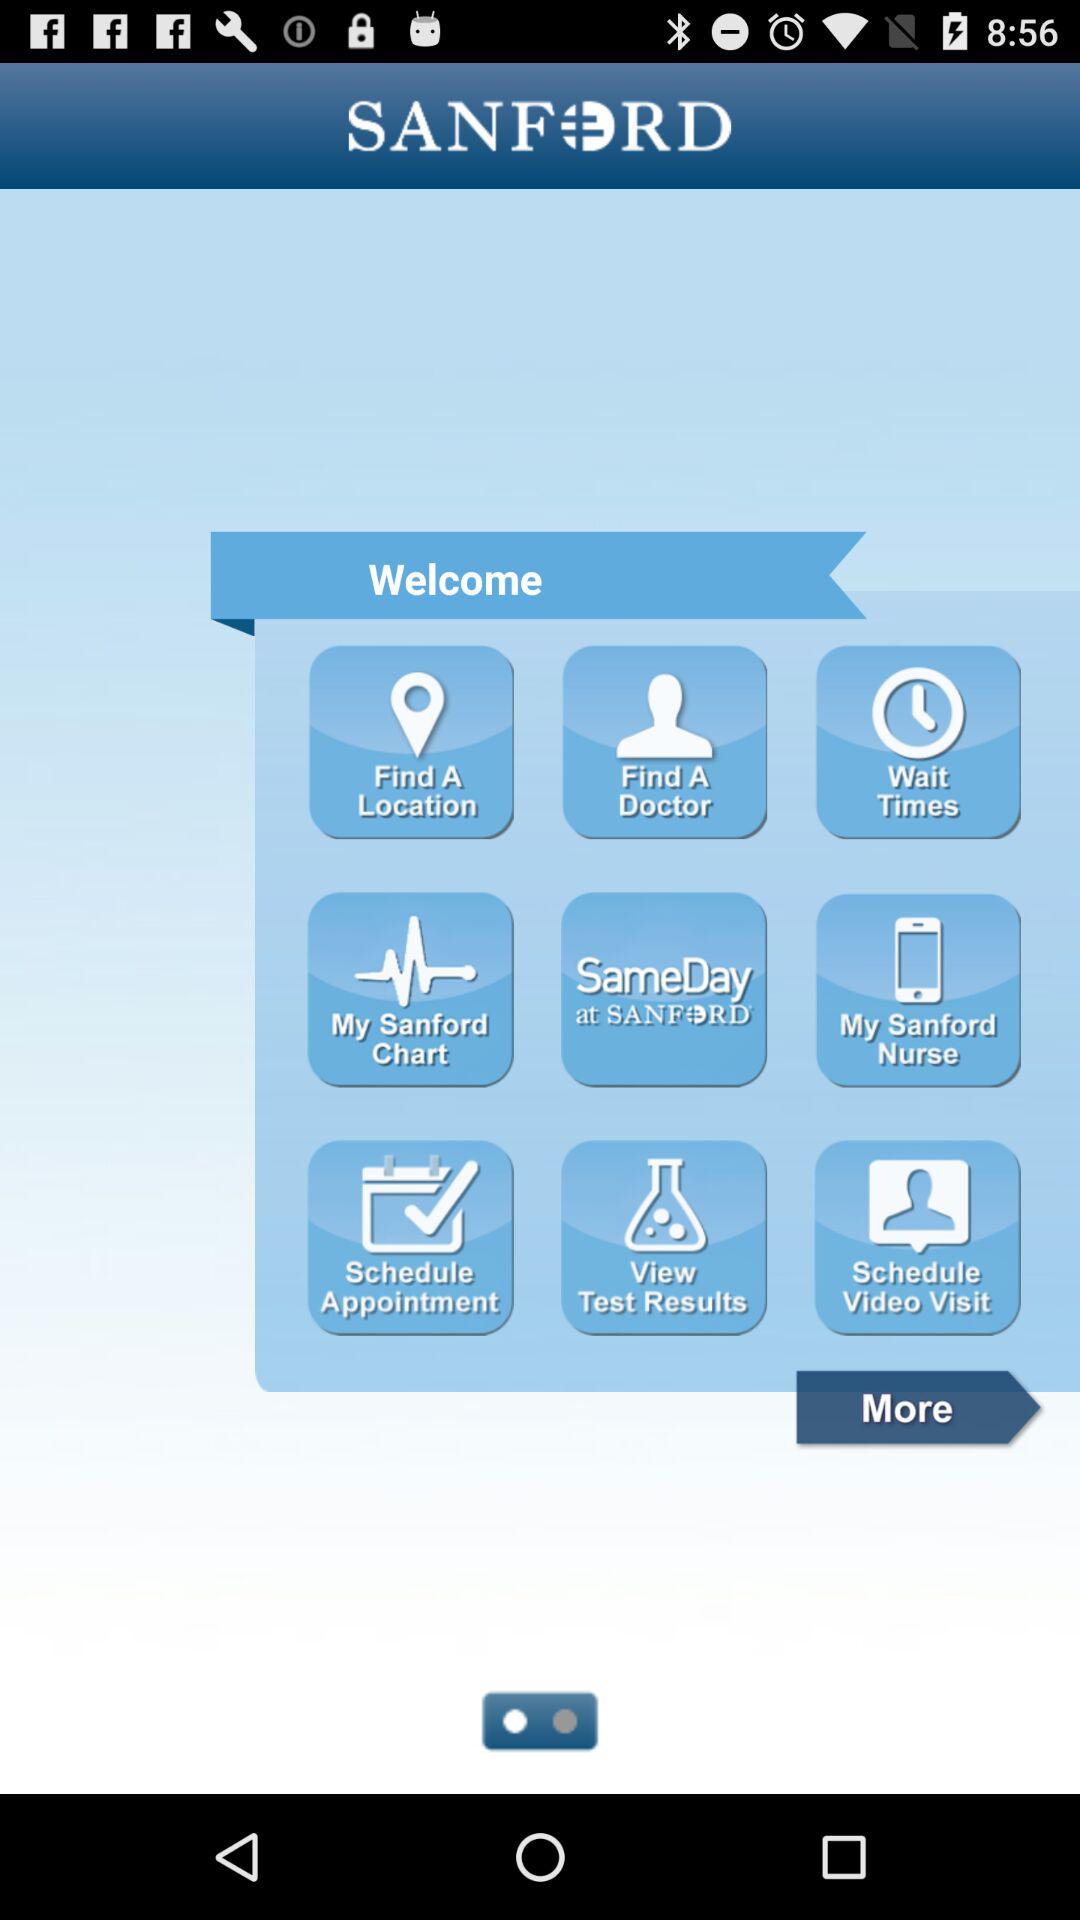 8:56
SANFORD
Welcome
Find A
Location
Find A
Doctor
Wait
Times
My Sanford
Chart
SameDay
at SANFORD
My Sanford
Nurse
Schedule
Appointment
View
Test Results
Schedule
Video Visit
More